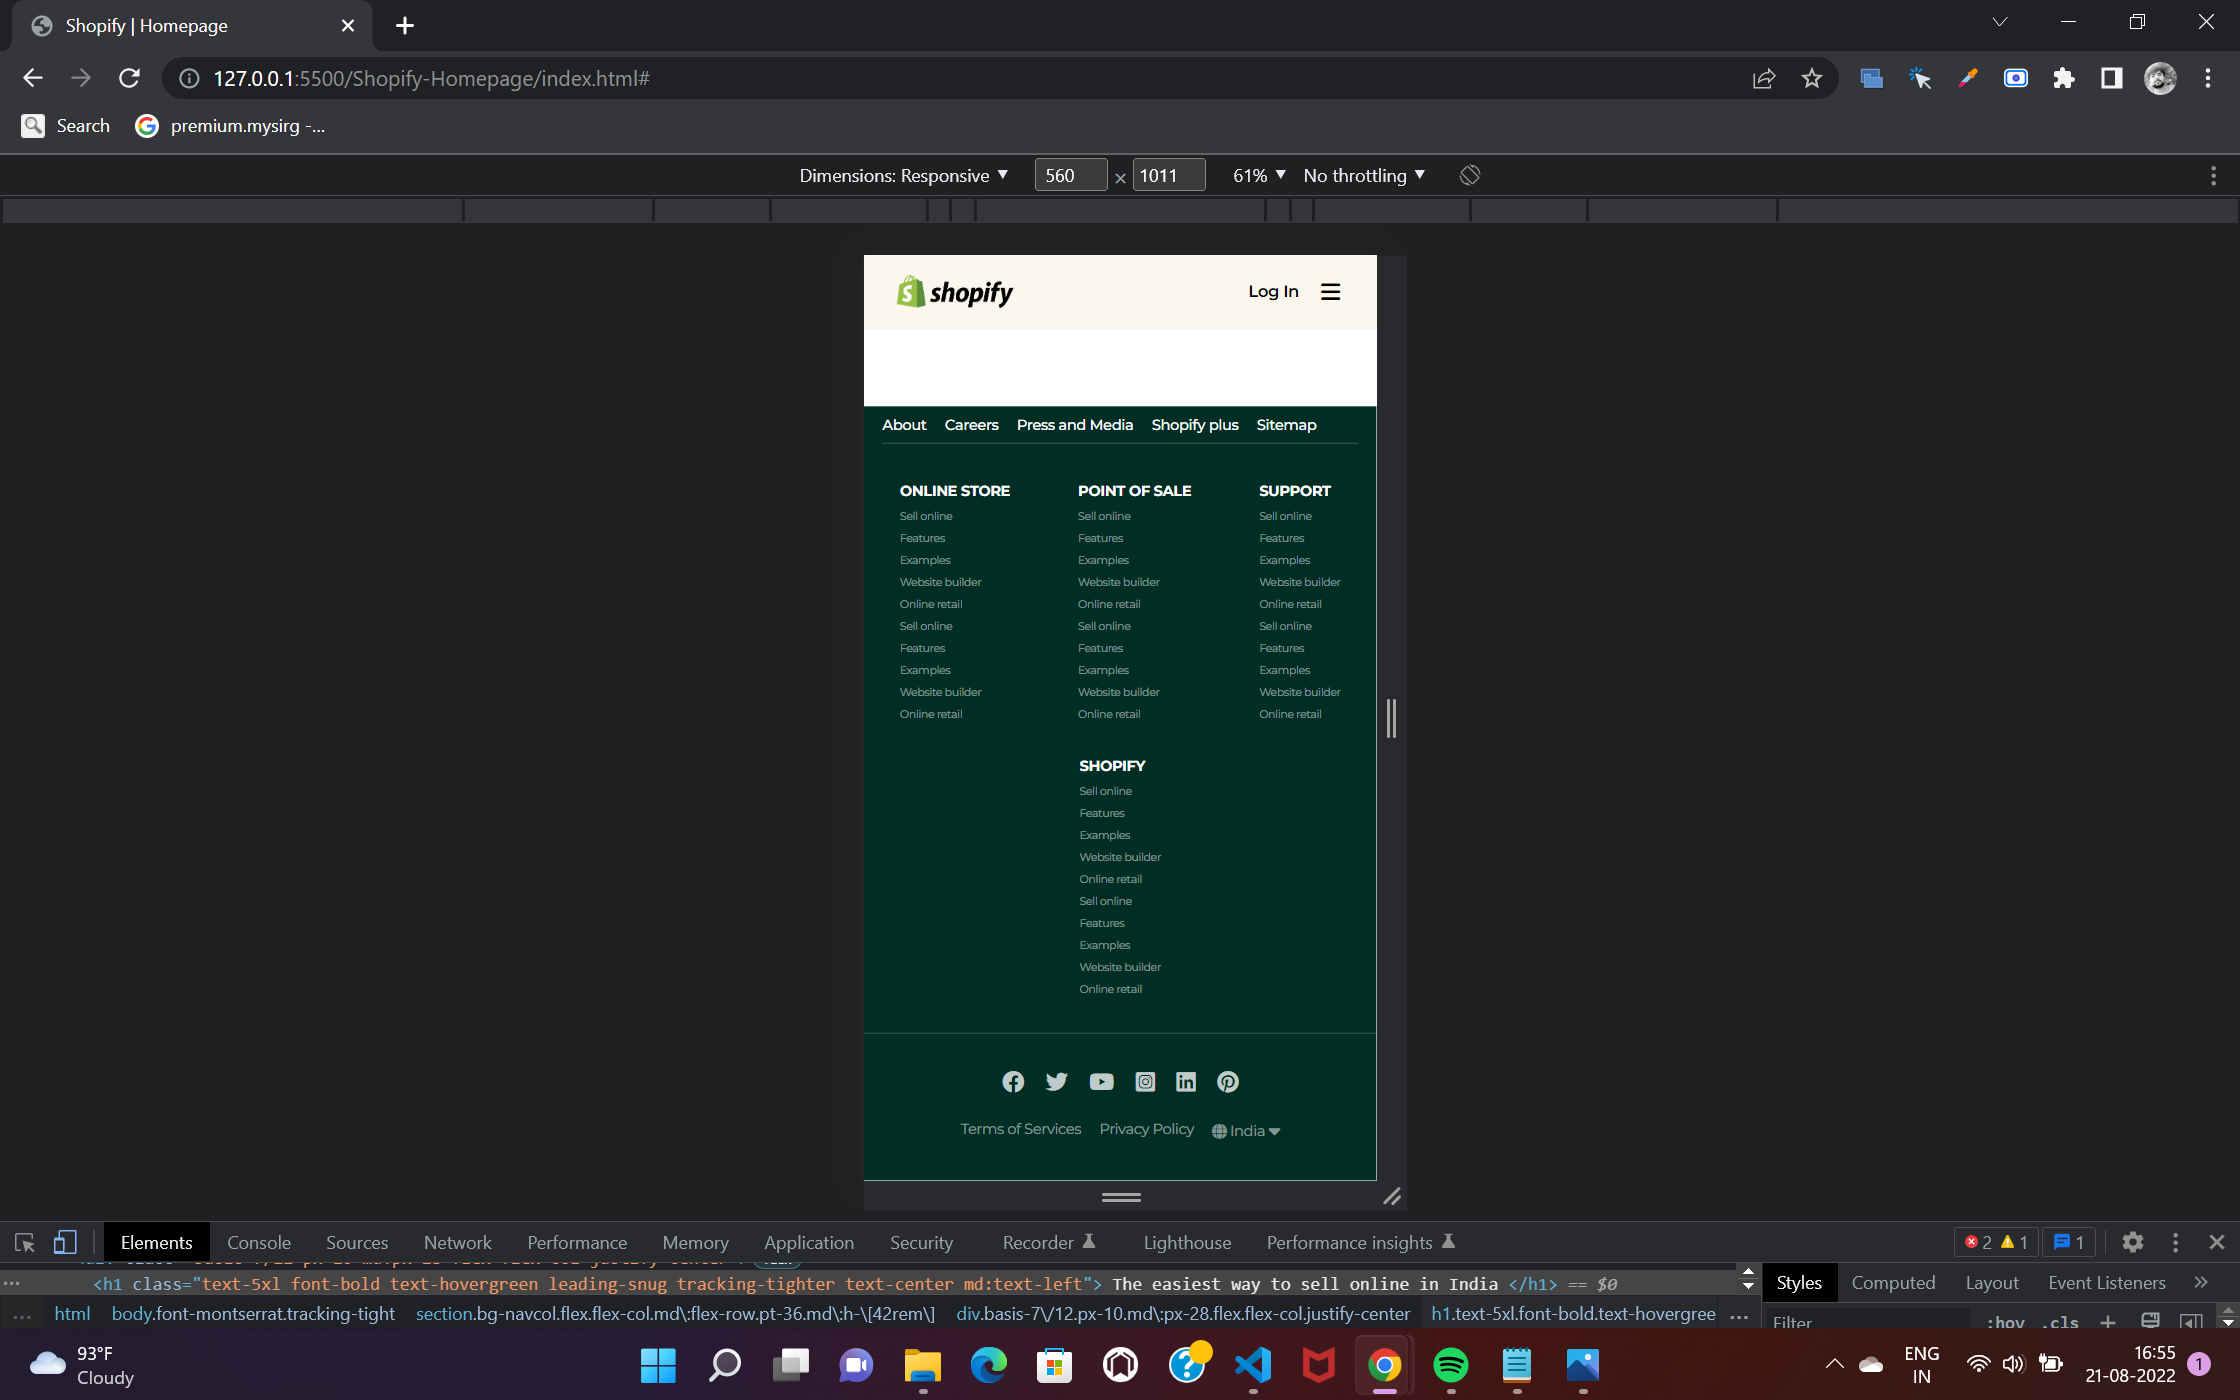 Shopify | Homepage
127.0.0.1:5500/Shopify-Homepage/index.html#
Search premium.mysirg -...
Dimensions: Responsive 560 × 1011 61% No throttling
shopify Log In
About Careers Press and Media Shopify plus Sitemap
ONLINE STORE POINT OF SALE SUPPORT
Sell online Sell online Sell online
Features Features Features
Examples Examples Examples
Website builder Website builder Website builder
Online retail Online retail Online retail
Sell online Sell online Sell online
Features Features Features
Examples Examples Examples
Website builder Website builder Website builder
Online retail Online retail Online retail
SHOPIFY
Sell online
Features
Examples
Website builder
Online retail
Sell online
Features
Examples
Website builder
Online retail
Terms of Services Privacy Policy India
Elements Console Sources Network Performance Memory Application Security Recorder Lighthouse Performance insights 2 1 1
<h1 class="text-5xl font-bold text-hovergreen leading-snug tracking-tighter text-center md:text-left"> The easiest way to sell online in India </h1> == $0
Styles Computed Layout Event Listeners
... html body.font-montserrat.tracking-tight section.bg-navcol.flex.flex-col.md\:flex-row.pt-36.md\:h-\[42rem\] div.basis-7\/12.px-10.md\:px-28.flex.flex-col.justify-center h1.text-5xl.font-bold.text-hovergree ...
Filter :hov .cls
93°F
Cloudy
ENG
IN
16:55
21-08-2022
1